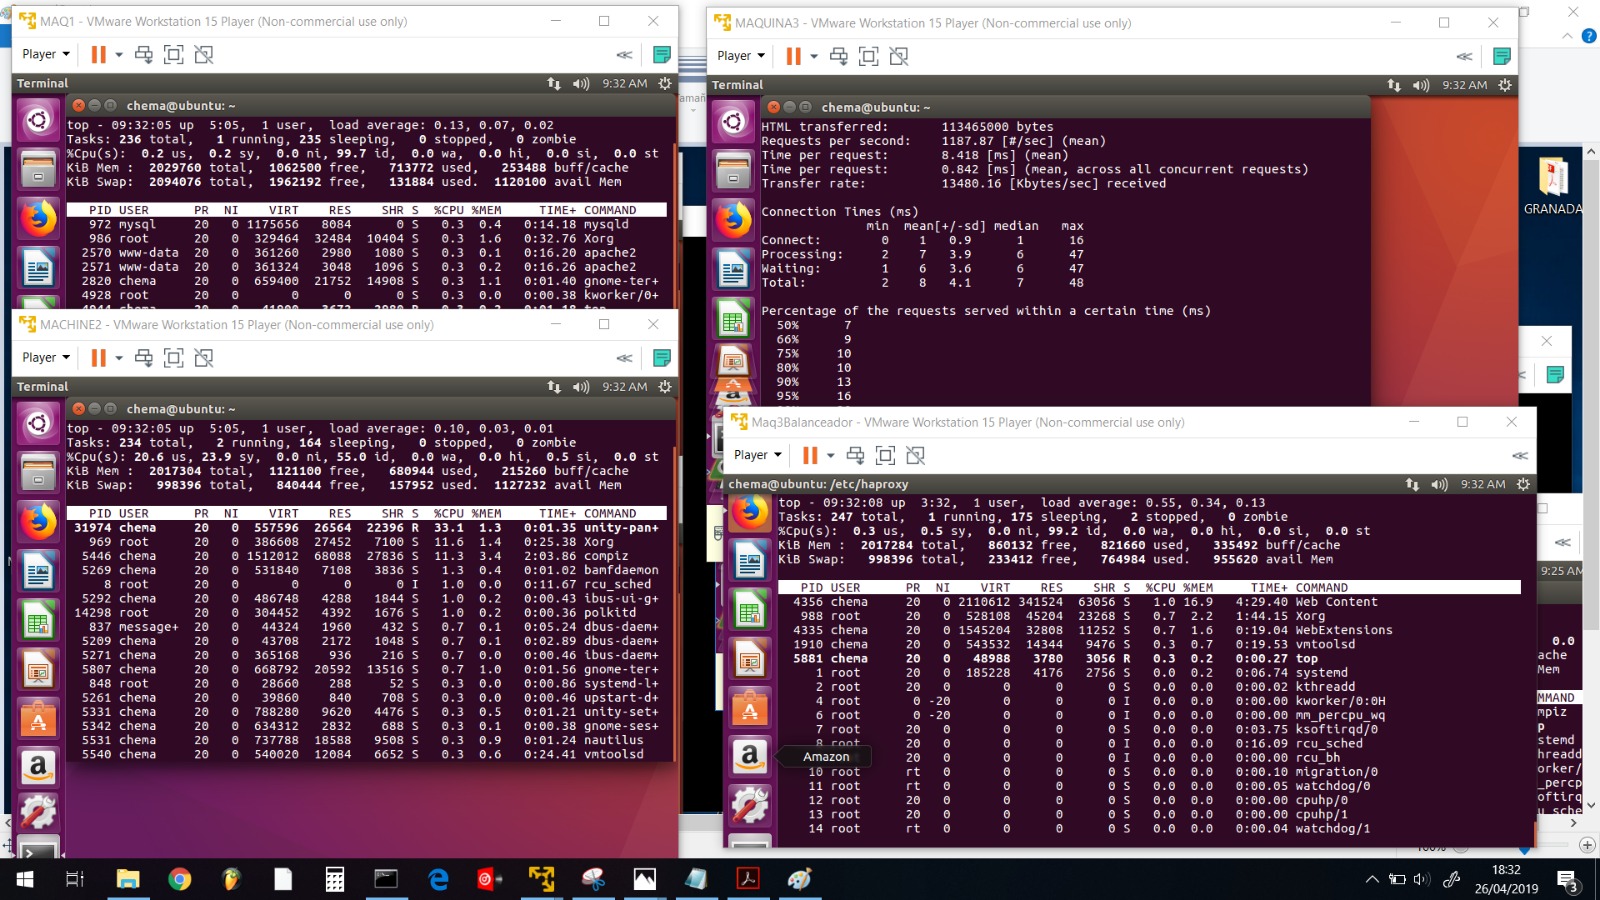 MAQ1 - VMware Workstation 15 Player (Non-commercial use only)
Player
Terminal
9:32 AM
chema@ubuntu: ~
top - 09:32:05 up  5:05,  1 user,  load average: 0.13, 0.07, 0.02
Tasks: 236 total,   1 running, 235 sleeping,   0 stopped,   0 zombie
%Cpu(s):  0.2 us,  0.2 sy,  0.0 ni, 99.7 id,  0.0 wa,  0.0 hi,  0.0 si,  0.0 st
KiB Mem :  2029760 total,  1062500 free,   713772 used,   253488 buff/cache
KiB Swap:  2094076 total,  1962192 free,   131884 used.  1120100 avail Mem
PID USER      PR  NI    VIRT    RES    SHR S  %CPU %MEM     TIME+ COMMAND
972 mysql     20   0 1175656   8084      0 S   0.3  0.4   0:14.18 mysqld
986 root      20   0  329464  32484  10404 S   0.3  1.6   0:32.76 Xorg
2570 www-data  20   0  361260   2980   1080 S   0.3  0.1   0:16.20 apache2
2571 www-data  20   0  361324   3048   1096 S   0.3  0.2   0:16.26 apache2
2820 chema     20   0  659400  21752  14908 S   0.3  1.1   0:01.40 gnome-ter+
4928 root      20   0       0      0      0 S   0.3  0.0   0:00.38 kworker/0+
MACHINE2 - VMware Workstation 15 Player (Non-commercial use only)
Player
Terminal
9:32 AM
chema@ubuntu: ~
top - 09:32:05 up  5:05,  1 user,  load average: 0.10, 0.03, 0.01
Tasks: 234 total,   2 running, 164 sleeping,   0 stopped,   0 zombie
%Cpu(s): 20.6 us, 23.9 sy,  0.0 ni, 55.0 id,  0.0 wa,  0.0 hi,  0.5 si,  0.0 st
KiB Mem :  2017304 total,  1121100 free,   680944 used,   215260 buff/cache
KiB Swap:   998396 total,   840444 free,   157952 used.  1127232 avail Mem
PID USER      PR  NI    VIRT    RES    SHR S  %CPU %MEM     TIME+ COMMAND
31974 chema     20   0  557596  26564  22396 R  33.1  1.3   0:01.35 unity-pan+
969 root      20   0  386608  27452   7100 S  11.6  1.4   0:25.38 Xorg
5446 chema     20   0 1512012  68088  27836 S  11.3  3.4   2:03.86 compiz
5269 chema     20   0  531840   7108   3836 S   1.3  0.4   0:01.02 bamfdaemon
8 root      20   0       0      0      0 I   1.0  0.0   0:11.67 rcu_sched
5292 chema     20   0  486748   4288   1844 S   1.0  0.2   0:00.43 ibus-ui-g+
14298 root      20   0  304452   4392   1676 S   1.0  0.2   0:00.36 polkitd
837 message+  20   0   44324   1960    432 S   0.7  0.1   0:05.24 dbus-daem+
5209 chema     20   0   43708   2172   1048 S   0.7  0.1   0:02.89 dbus-daem+
5271 chema     20   0  365168    936    216 S   0.7  0.0   0:00.46 ibus-daem+
5807 chema     20   0  668792  20592  13516 S   0.7  1.0   0:01.56 gnome-ter+
848 root      20   0   28660    288     52 S   0.3  0.0   0:00.86 systemd-l+
5261 chema     20   0   39860    840    708 S   0.3  0.0   0:00.46 upstart-d+
5331 chema     20   0  788280   9620   4476 S   0.3  0.5   0:01.21 unity-set+
5342 chema     20   0  634312   2832    688 S   0.3  0.1   0:00.38 gnome-ses+
5531 chema     20   0  737788  18588   9508 S   0.3  0.9   0:01.24 nautilus
5540 chema     20   0  540020  12084   6652 S   0.3  0.6   0:24.41 vmtoolsd
MAQUINA3 - VMware Workstation 15 Player (Non-commercial use only)
Player
Terminal
9:32 AM
chema@ubuntu: ~
HTML transferred:       113465000 bytes
Requests per second:    1187.87 [#/sec] (mean)
Time per request:       8.418 [ms] (mean)
Time per request:       0.842 [ms] (mean, across all concurrent requests)
Transfer rate:          13480.16 [Kbytes/sec] received
Connection Times (ms)
min  mean[+/-sd] median   max
Connect:        0    1   0.9      1      16
Processing:     2    7   3.9      6      47
Waiting:        1    6   3.6      6      47
Total:          2    8   4.1      7      48
Percentage of the requests served within a certain time (ms)
50%      7
66%      9
75%     10
80%     10
90%     13
95%     16
Maq3Balanceador - VMware Workstation 15 Player (Non-commercial use only)
Player
chema@ubuntu: /etc/haproxy
9:32 AM
top - 09:32:08 up  3:32,  1 user,  load average: 0.55, 0.34, 0.13
Tasks: 247 total,   1 running, 175 sleeping,   2 stopped,   0 zombie
%Cpu(s):  0.3 us,  0.5 sy,  0.0 ni, 99.2 id,  0.0 wa,  0.0 hi,  0.0 si,  0.0 st
KiB Mem :  2017284 total,   860132 free,   821660 used,   335492 buff/cache
KiB Swap:   998396 total,   233412 free,   764984 used.   955620 avail Mem
PID USER      PR  NI    VIRT    RES    SHR S  %CPU %MEM     TIME+ COMMAND
4356 chema     20   0 2110612 341524  63056 S   1.0 16.9   4:29.40 Web Content
988 root      20   0  528108  45204  23268 S   0.7  2.2   1:44.15 Xorg
4335 chema     20   0 1545204  32808  11252 S   0.7  1.6   0:19.04 WebExtensions
1910 chema     20   0  543532  14344   9476 S   0.3  0.7   0:19.53 vmtoolsd
5881 chema     20   0   48988   3780   3056 R   0.3  0.2   0:00.27 top
1 root      20   0  185228   4176   2756 S   0.0  0.2   0:06.74 systemd
2 root      20   0       0      0      0 S   0.0  0.0   0:00.02 kthreadd
4 root       0 -20       0      0      0 I   0.0  0.0   0:00.00 kworker/0:0H
6 root       0 -20       0      0      0 I   0.0  0.0   0:00.00 mm_percpu_wq
7 root      20   0       0      0      0 S   0.0  0.0   0:03.75 ksoftirqd/0
8 root      20   0       0      0      0 I   0.0  0.0   0:16.09 rcu_sched
20   0       0      0      0 I   0.0  0.0   0:00.00 rcu_bh
10 root      rt   0       0      0      0 S   0.0  0.0   0:00.10 migration/0
11 root      rt   0       0      0      0 S   0.0  0.0   0:00.05 watchdog/0
12 root      20   0       0      0      0 S   0.0  0.0   0:00.00 cpuhp/0
13 root      20   0       0      0      0 S   0.0  0.0   0:00.00 cpuhp/1
14 root      rt   0       0      0      0 S   0.0  0.0   0:00.04 watchdog/1
Amazon
GRANADA
9:25 AM
0.0
ache
Mem
MMAND
mpiz
p
stemd
hreadd
orker/
_percp
oftirq
u_sche
100%
18:32
26/04/2019
3